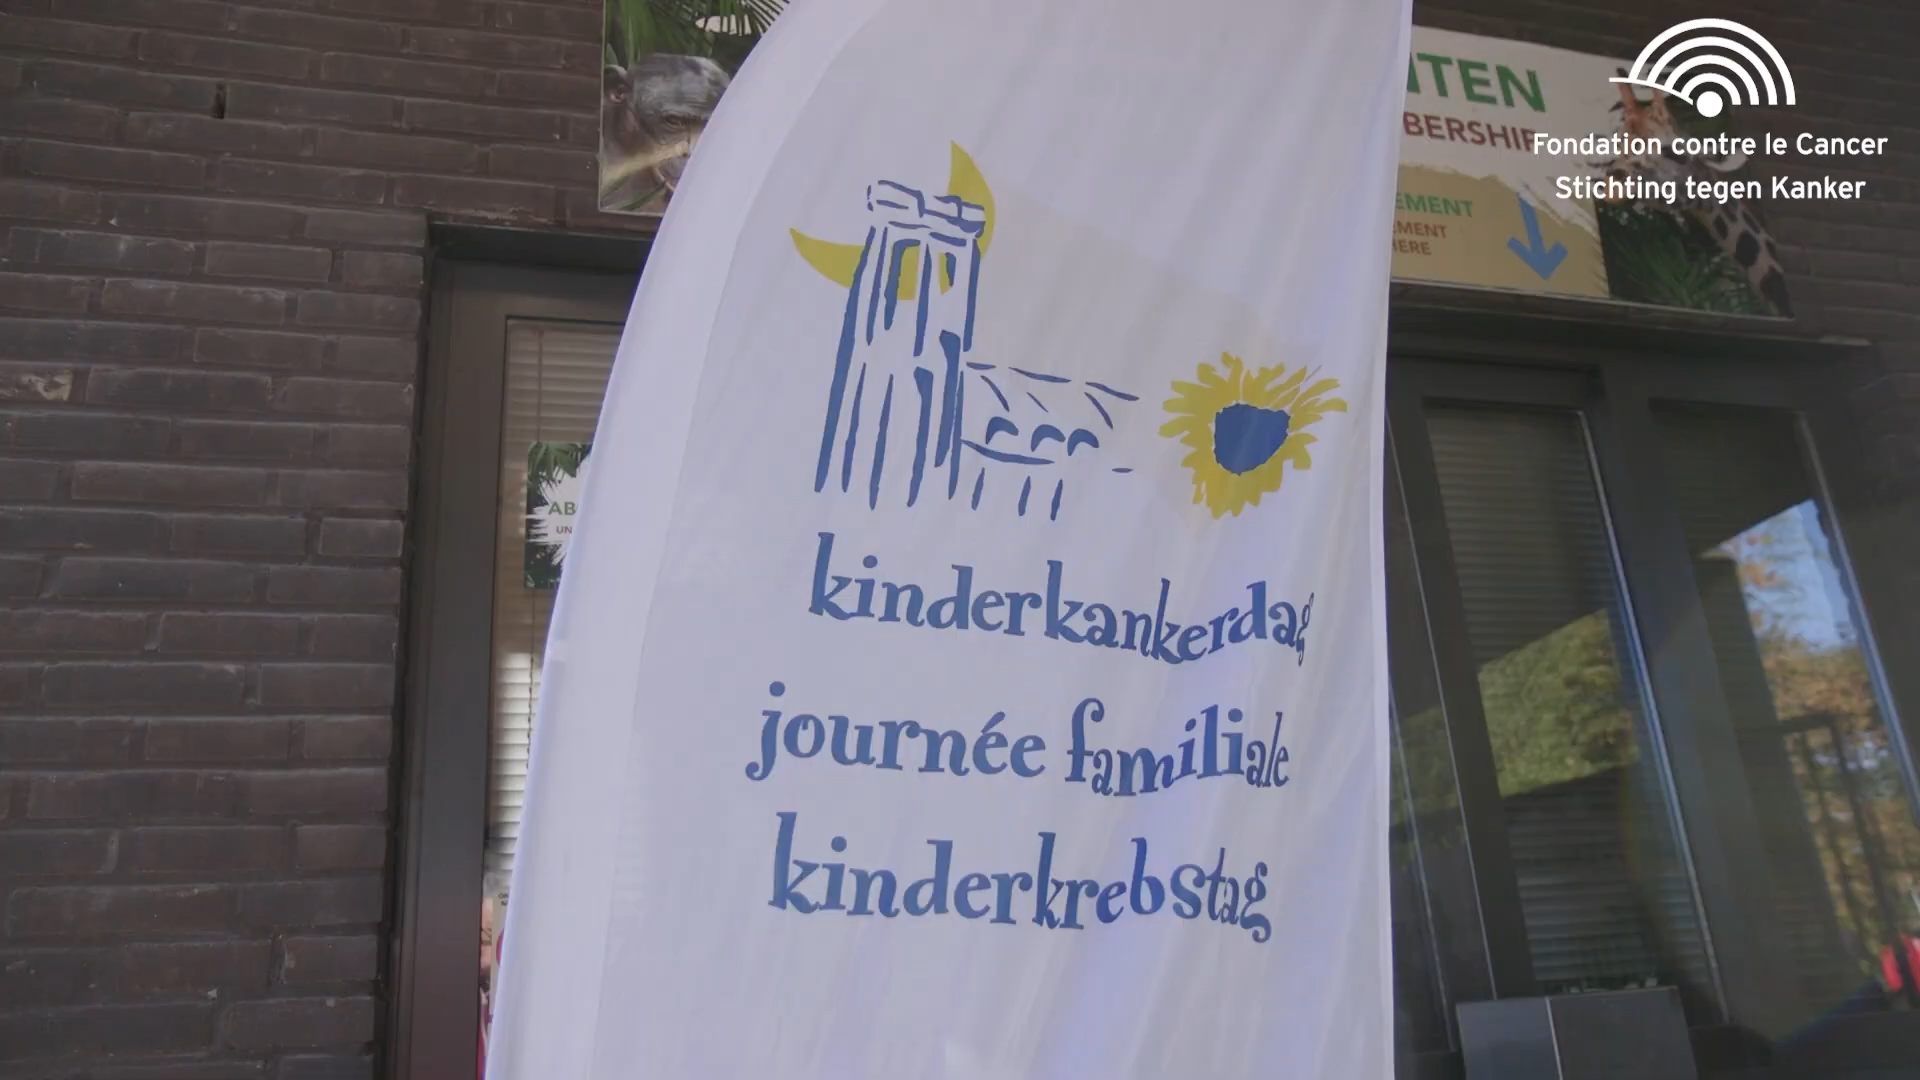 Fondation contre le Cancer
Stichting tegen Kanker
kinderkankerdag
journée familiale
kinderkrebstag